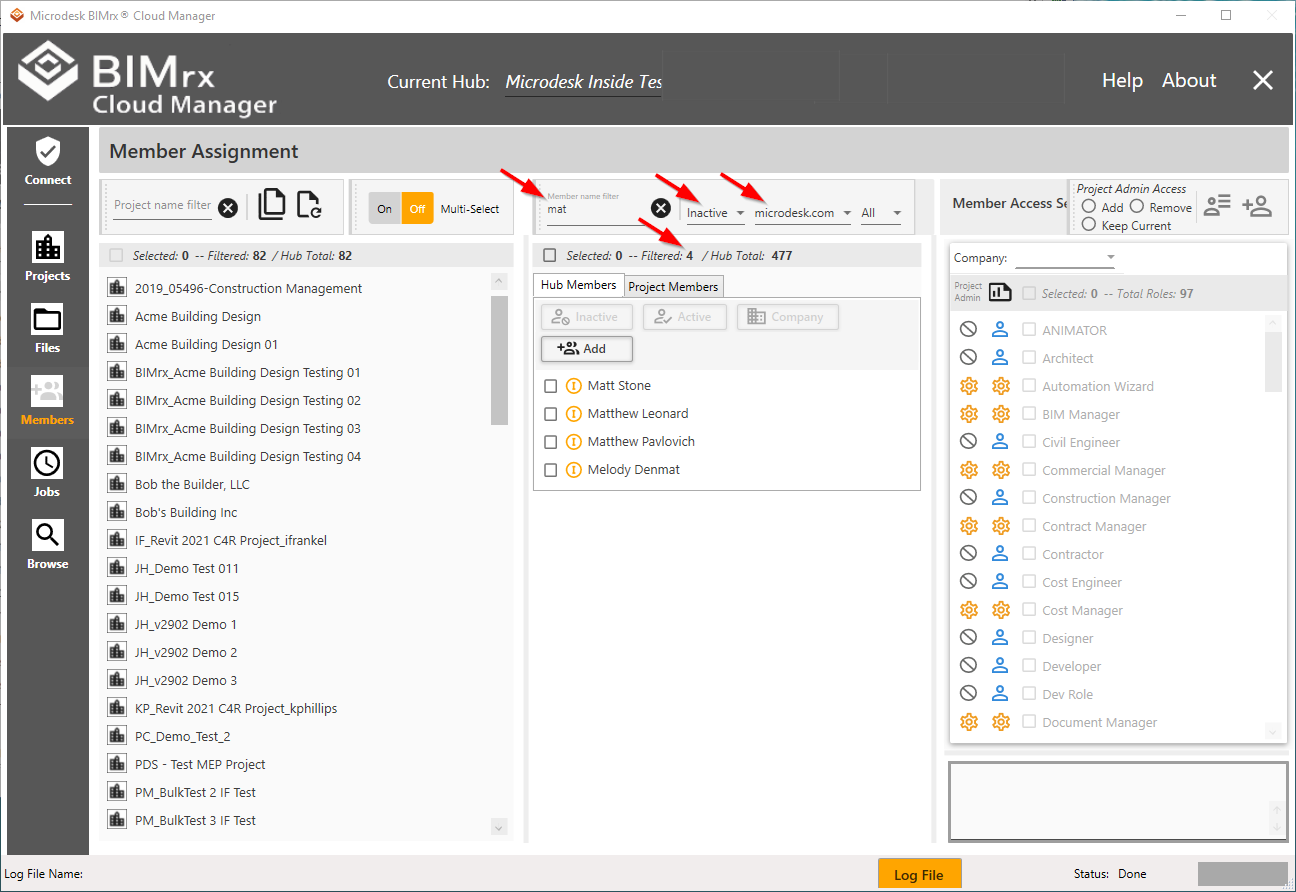 Microdesk BIMrx® Cloud Manager
BIMrx
Cloud Manager
Current Hub: Microdesk Inside Tes
Help About
Connect
Projects
Files
Members
Jobs
Browse
Member Assignment
Project name filter
On Off Multi-Select
Member name filter
mat
Inactive microdesk.com All
Member Access Se
Project Admin Access
Add Remove
Keep Current
Selected: 0 -- Filtered: 82 / Hub Total: 82
2019_05496-Construction Management
Acme Building Design
Acme Building Design 01
BIMrx_Acme Building Design Testing 01
BIMrx_Acme Building Design Testing 02
BIMrx_Acme Building Design Testing 03
BIMrx_Acme Building Design Testing 04
Bob the Builder, LLC
Bob's Building Inc
IF_Revit 2021 C4R Project_ifrankel
JH_Demo Test 011
JH_Demo Test 015
JH_v2902 Demo 1
JH_v2902 Demo 2
JH_v2902 Demo 3
KP_Revit 2021 C4R Project_kphillips
PC_Demo_Test_2
PDS - Test MEP Project
PM_BulkTest 2 IF Test
PM_BulkTest 3 IF Test
Selected: 0 -- Filtered: 4 / Hub Total: 477
Hub Members Project Members
Inactive Active Company
Add
Matt Stone
Matthew Leonard
Matthew Pavlovich
Melody Denmat
Company:
Project
Admin
Selected: 0 -- Total Roles: 97
ANIMATOR
Architect
Automation Wizard
BIM Manager
Civil Engineer
Commercial Manager
Construction Manager
Contract Manager
Contractor
Cost Engineer
Cost Manager
Designer
Developer
Dev Role
Document Manager
Log File Name:
Log File
Status: Done